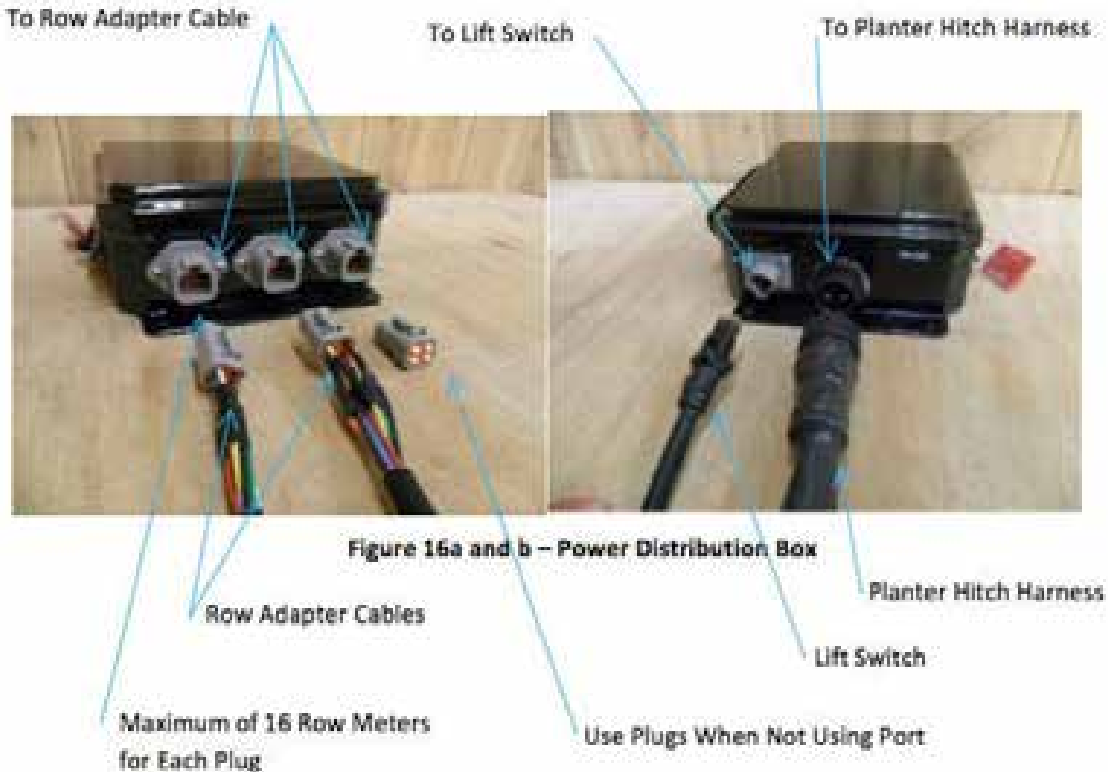 To Row Adapter Cable
To Lift Switch
To Planter Hitch Harness
Figure 16a and b – Power Distribution Box
Row Adapter Cables
Planter Hitch Harness
Lift Switch
Maximum of 16 Row Meters
for Each Plug
Use Plugs When Not Using Port